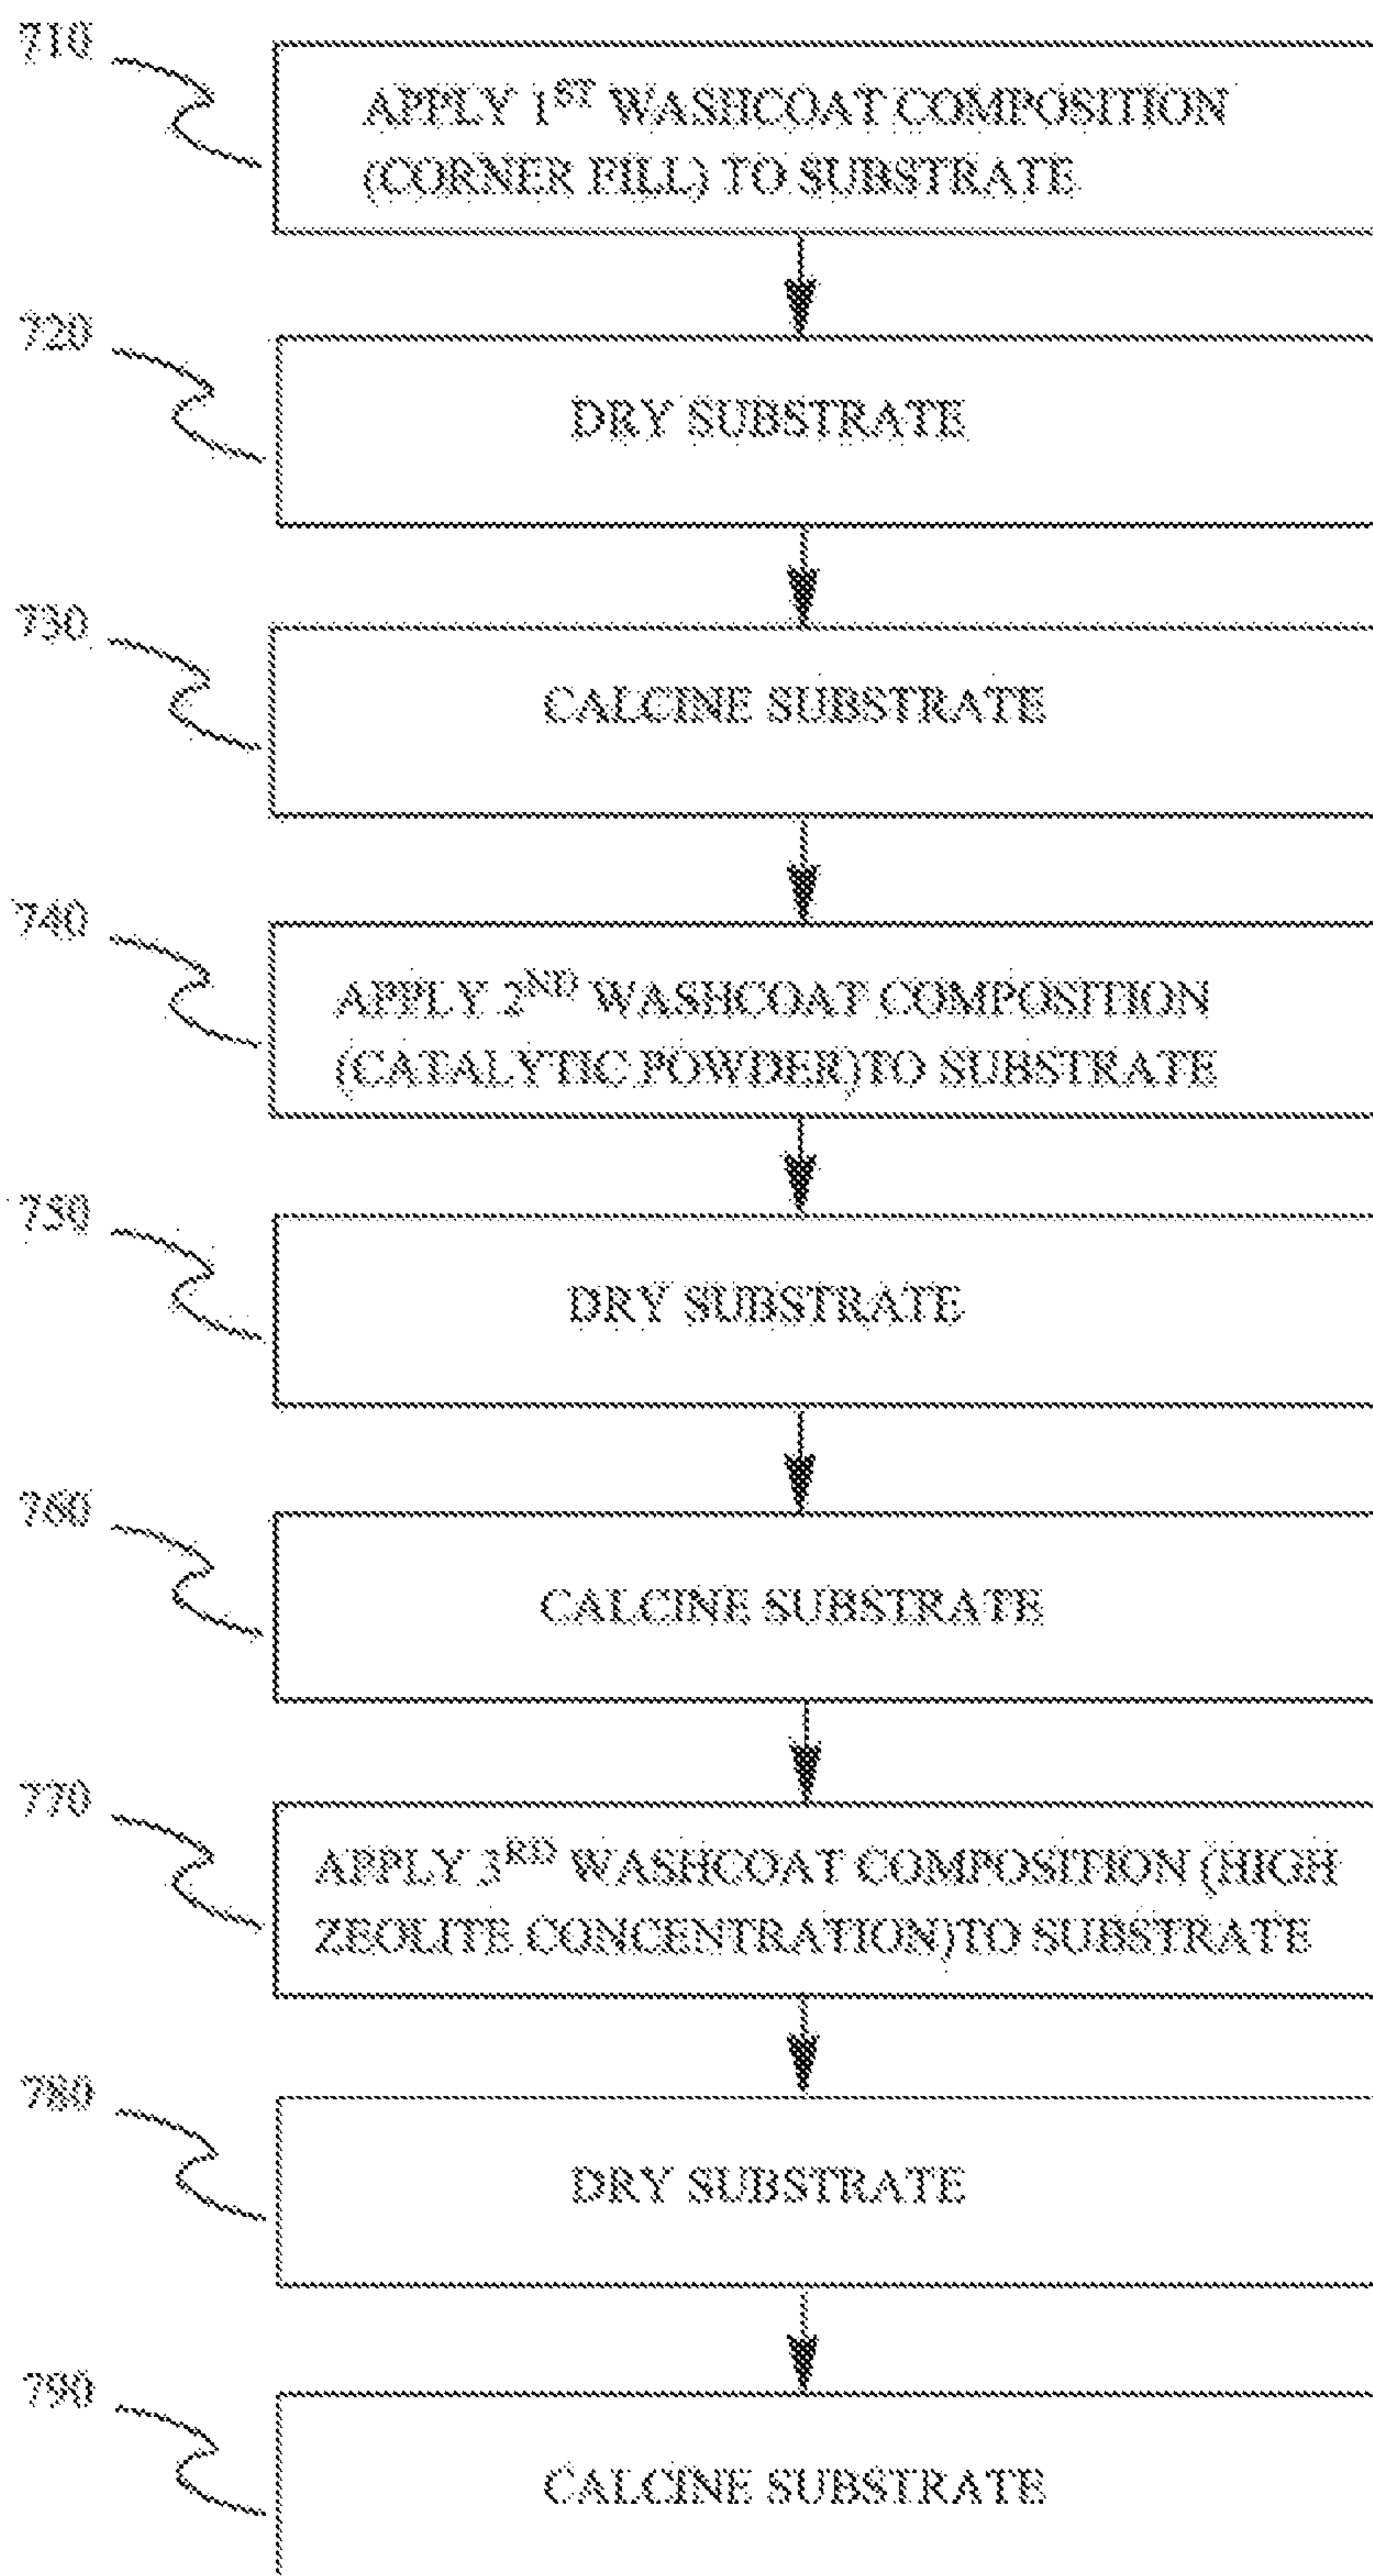 710
APPLY 1ST WASHCOAT COMPOSITION
(CORNER FILL) TO SUBSTRATE
720
DRY SUBSTRATE
730
CALCINE SUBSTRATE
740
APPLY 2ND WASHCOAT COMPOSITION
(CATALYTIC POWDER)TO SUBSTRATE
750
DRY SUBSTRATE
760
CALCINE SUBSTRATE
770
APPLY 3RD WASHCOAT COMPOSITION (HIGH
ZEOLITE CONCENTRATION)TO SUBSTRATE
780
DRY SUBSTRATE
790
CALCINE SUBSTRATE